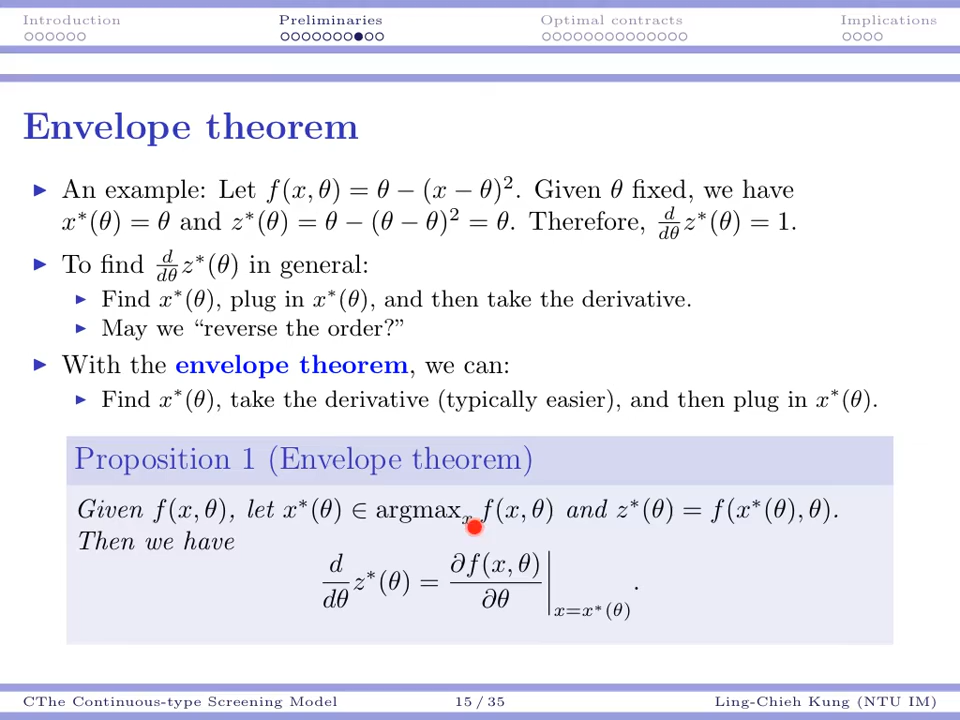 Introduction Preliminaries Optimal contracts Implications
Envelope theorem
▶ An example: Let f(x, θ) = θ − (x − θ)². Given θ fixed, we have
x*(θ) = θ and z*(θ) = θ − (θ − θ)² = θ. Therefore, d/dθ z*(θ) = 1.
▶ To find d/dθ z*(θ) in general:
▶ Find x*(θ), plug in x*(θ), and then take the derivative.
▶ May we “reverse the order?”
▶ With the envelope theorem, we can:
▶ Find x*(θ), take the derivative (typically easier), and then plug in x*(θ).
Proposition 1 (Envelope theorem)
Given f(x, θ), let x*(θ) ∈ argmaxₓ f(x, θ) and z*(θ) = f(x*(θ), θ).
Then we have
d/dθ z*(θ) = ∂f(x, θ)/∂θ |x=x*(θ) .
CThe Continuous-type Screening Model 15 / 35 Ling-Chieh Kung (NTU IM)